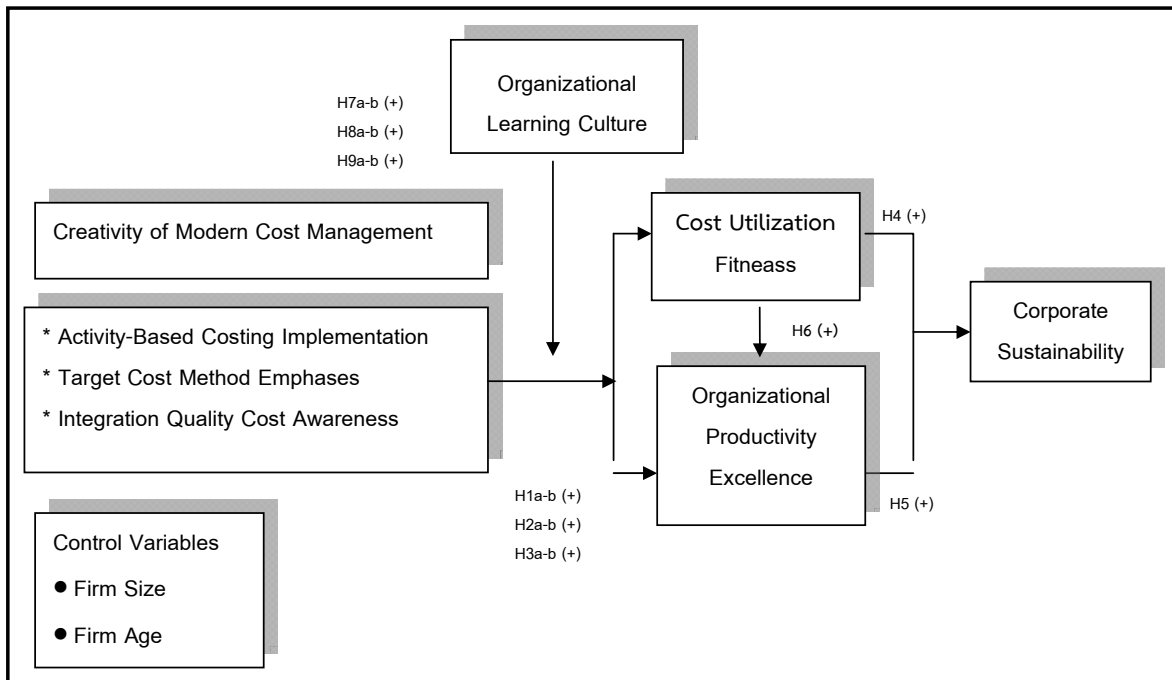 Organizational
Learning Culture
H7a-b (+)
H8a-b (+)
H9a-b (+)
Creativity of Modern Cost Management
* Activity-Based Costing Implementation
* Target Cost Method Emphases
* Integration Quality Cost Awareness
Cost Utilization
Fitneass
H4 (+)
H6 (+)
Organizational
Productivity
Excellence
H5 (+)
Corporate
Sustainability
H1a-b (+)
H2a-b (+)
H3a-b (+)
Control Variables
● Firm Size
● Firm Age